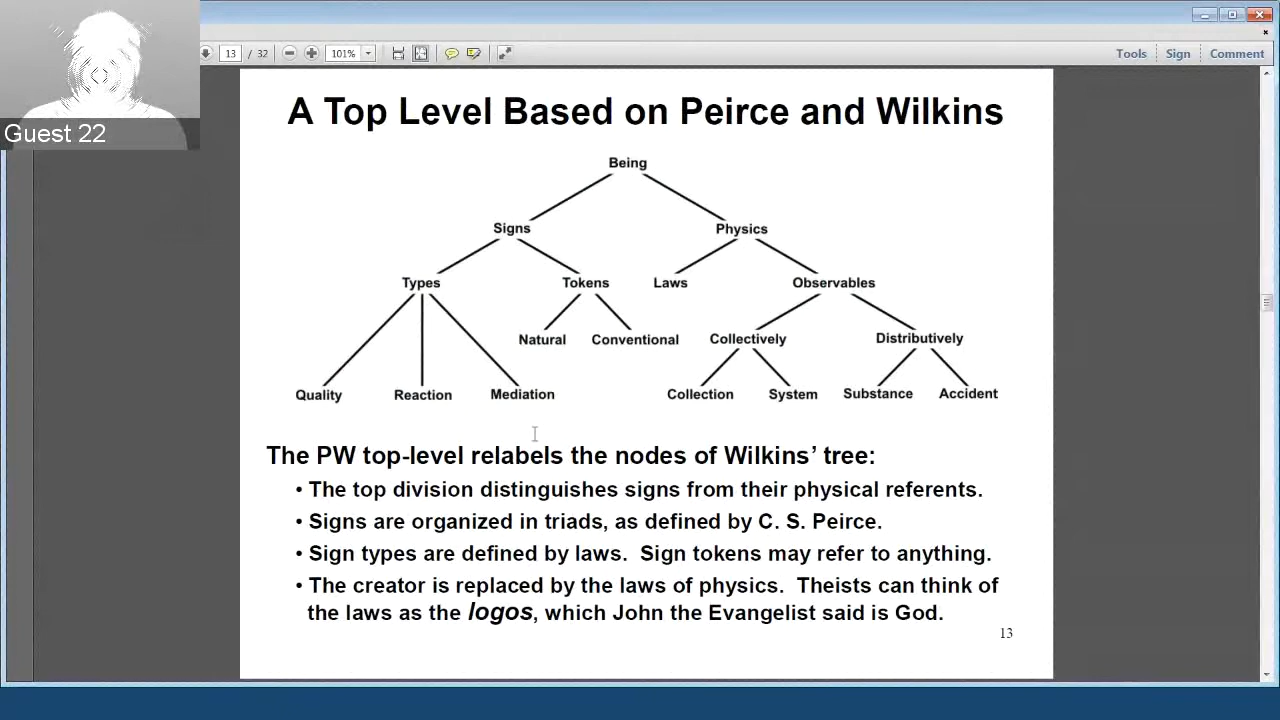 13 / 32 101% Tools Sign Comment
Guest 22
A Top Level Based on Peirce and Wilkins
Being
Signs Physics
Types Tokens Laws Observables
Natural Conventional Collectively Distributively
Quality Reaction Mediation Collection System Substance Accident
The PW top-level relabels the nodes of Wilkins’ tree:
• The top division distinguishes signs from their physical referents.
• Signs are organized in triads, as defined by C. S. Peirce.
• Sign types are defined by laws. Sign tokens may refer to anything.
• The creator is replaced by the laws of physics. Theists can think of
the laws as the logos, which John the Evangelist said is God.
13